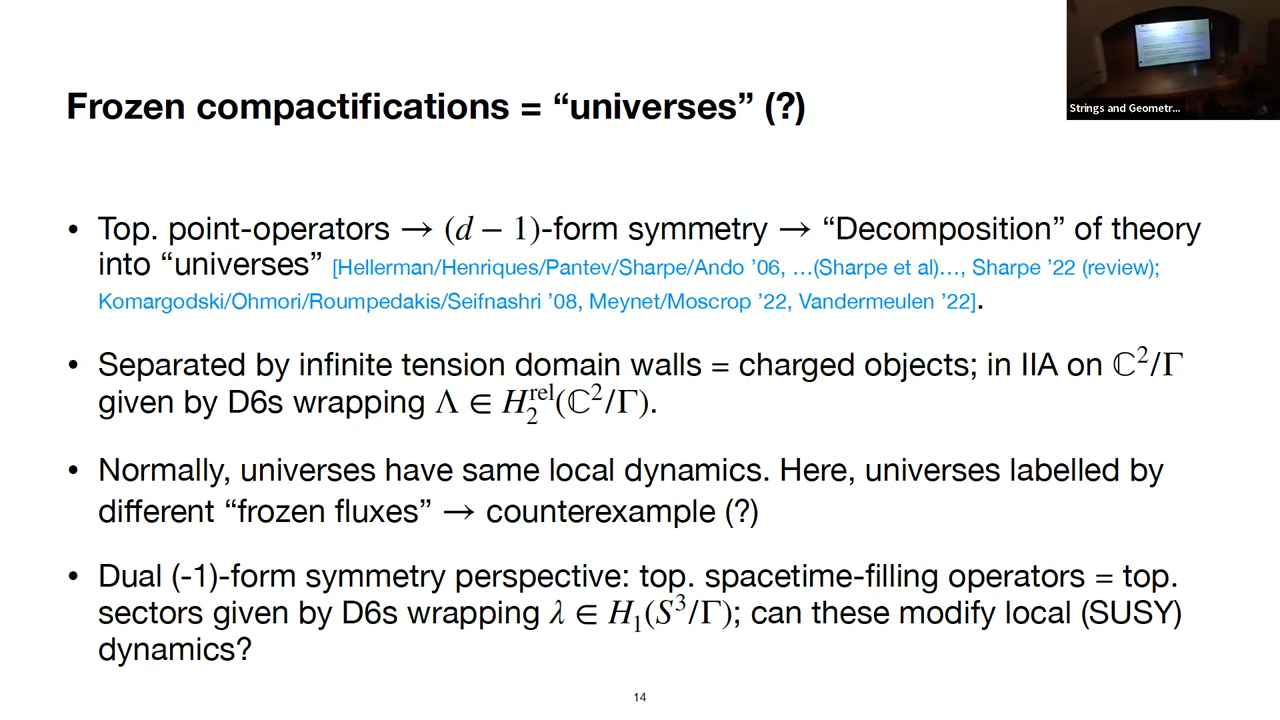 Strings and Geometr...
Frozen compactifications = “universes” (?)
• Top. point-operators → (d − 1)-form symmetry → “Decomposition” of theory
into “universes” [Hellerman/Henriques/Pantev/Sharpe/Ando ’06, …(Sharpe et al)…, Sharpe ’22 (review);
Komargodski/Ohmori/Roumpedakis/Seifnashri ’08, Meynet/Moscrop ’22, Vandermeulen ’22].
• Separated by infinite tension domain walls = charged objects; in IIA on ℂ²/Γ
given by D6s wrapping Λ ∈ H₂ʳᵉˡ(ℂ²/Γ).
• Normally, universes have same local dynamics. Here, universes labelled by
different “frozen fluxes” → counterexample (?)
• Dual (-1)-form symmetry perspective: top. spacetime-filling operators = top.
sectors given by D6s wrapping λ ∈ H₁(S³/Γ); can these modify local (SUSY)
dynamics?
14